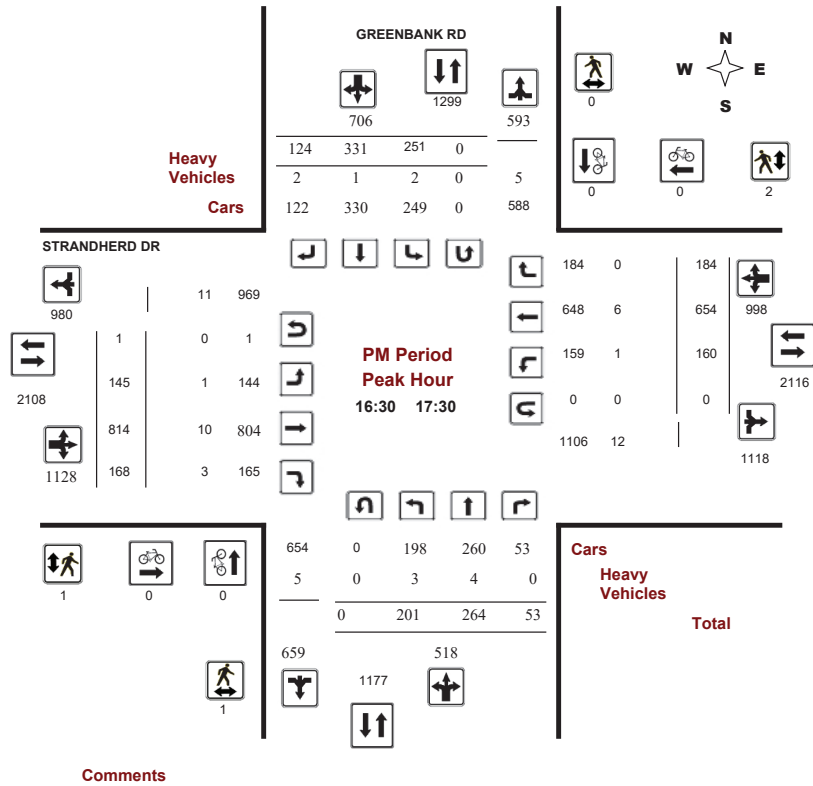 GREENBANK RD
N
W E
S
1299
0
706 593
124 331 251 0
Heavy
Vehicles
2 1 2 0 5
0 0 2
Cars
122 330 249 0 588
STRANDHERD DR
184 0 184
11 969
980
648 6 654 998
1 0 1
PM Period
159 1 160
Peak Hour
145 1 144
2108
16:30 17:30
0 0 0
2116
814 10 804
1106 12
1128
168 3 165
1118
654 0 198 260 53
Cars
5 0 3 4 0
Heavy
Vehicles
1 0 0
0 201 264 53
Total
659 518
1177
1
Comments